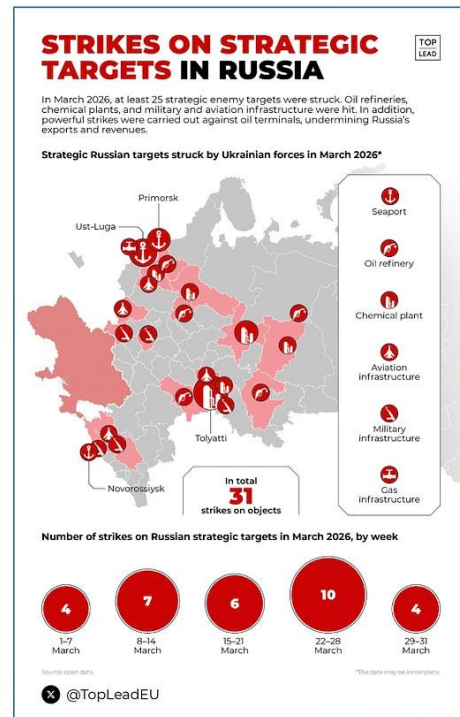 STRIKES ON STRATEGIC
TARGETS IN RUSSIA
TOP
LEAD
In March 2026, at least 25 strategic enemy targets were struck. Oil refineries,
chemical plants, and military and aviation infrastructure were hit. In addition,
powerful strikes were carried out against oil terminals, undermining Russia's
exports and revenues.
Strategic Russian targets struck by Ukrainian forces in March 2026*
Primorsk
Ust-Luga
Tolyatti
Novorossiysk
Seaport
Oil refinery
Chemical plant
Aviation
infrastructure
Military
infrastructure
Gas
infrastructure
In total
31
strikes on objects
Number of strikes on Russian strategic targets in March 2026, by week
4
7
6
10
4
1–7
March
8–14
March
15–21
March
22–28
March
29–31
March
Source: open data.
*The data may be incomplete.
X @TopLeadEU